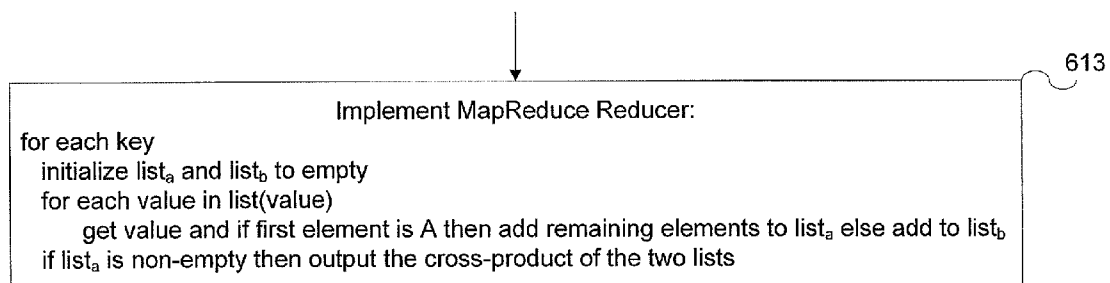 613
Implement MapReduce Reducer:
for each key
initialize listₐ and list_b to empty
for each value in list(value)
get value and if first element is A then add remaining elements to listₐ else add to list_b
if listₐ is non-empty then output the cross-product of the two lists